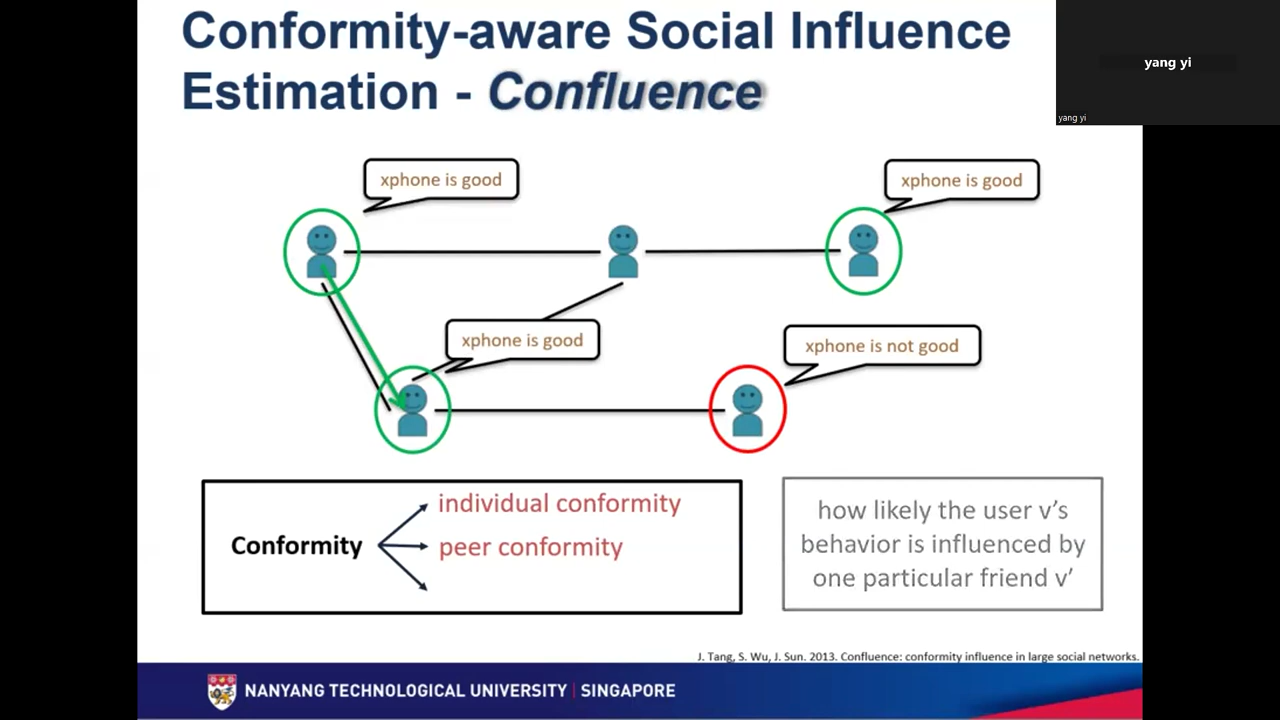 Conformity-aware Social Influence
Estimation - Confluence
yang yi
yang yi
xphone is good
xphone is good
xphone is good
xphone is not good
individual conformity
Conformity
peer conformity
how likely the user v’s
behavior is influenced by
one particular friend v’
J. Tang, S. Wu, J. Sun. 2013. Confluence: conformity influence in large social networks.
NANYANG TECHNOLOGICAL UNIVERSITY | SINGAPORE